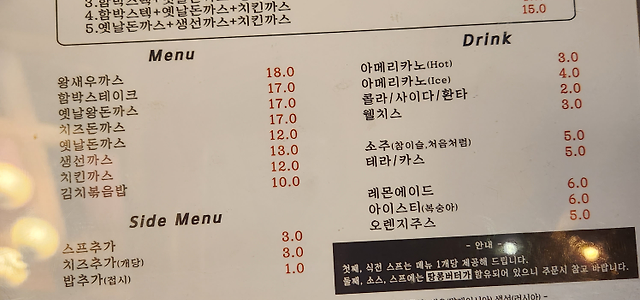 4.함박스텍+옛날돈까스+치킨까스
5.옛날돈까스+생선까스+치킨까스 15.0
Menu
왕새우까스 18.0
함박스테이크 17.0
옛날왕돈까스 17.0
치즈돈까스 17.0
옛날돈까스 12.0
생선까스 13.0
치킨까스 12.0
김치볶음밥 10.0
Side Menu
스프추가 3.0
치즈추가(개당) 3.0
밥추가(접시) 1.0
Drink
아메리카노(Hot) 3.0
아메리카노(Ice) 4.0
콜라/사이다/환타 2.0
웰치스 3.0
소주(참이슬,처음처럼) 5.0
테라/카스 5.0
레몬에이드 6.0
아이스티(복숭아) 6.0
오렌지주스 5.0
- 안내 -
첫째, 식전 스프는 메뉴 1개당 제공해 드립니다.
둘째, 소스, 스프에는 땅콩버터가 함유되어 있으니 주문시 참고 바랍니다.